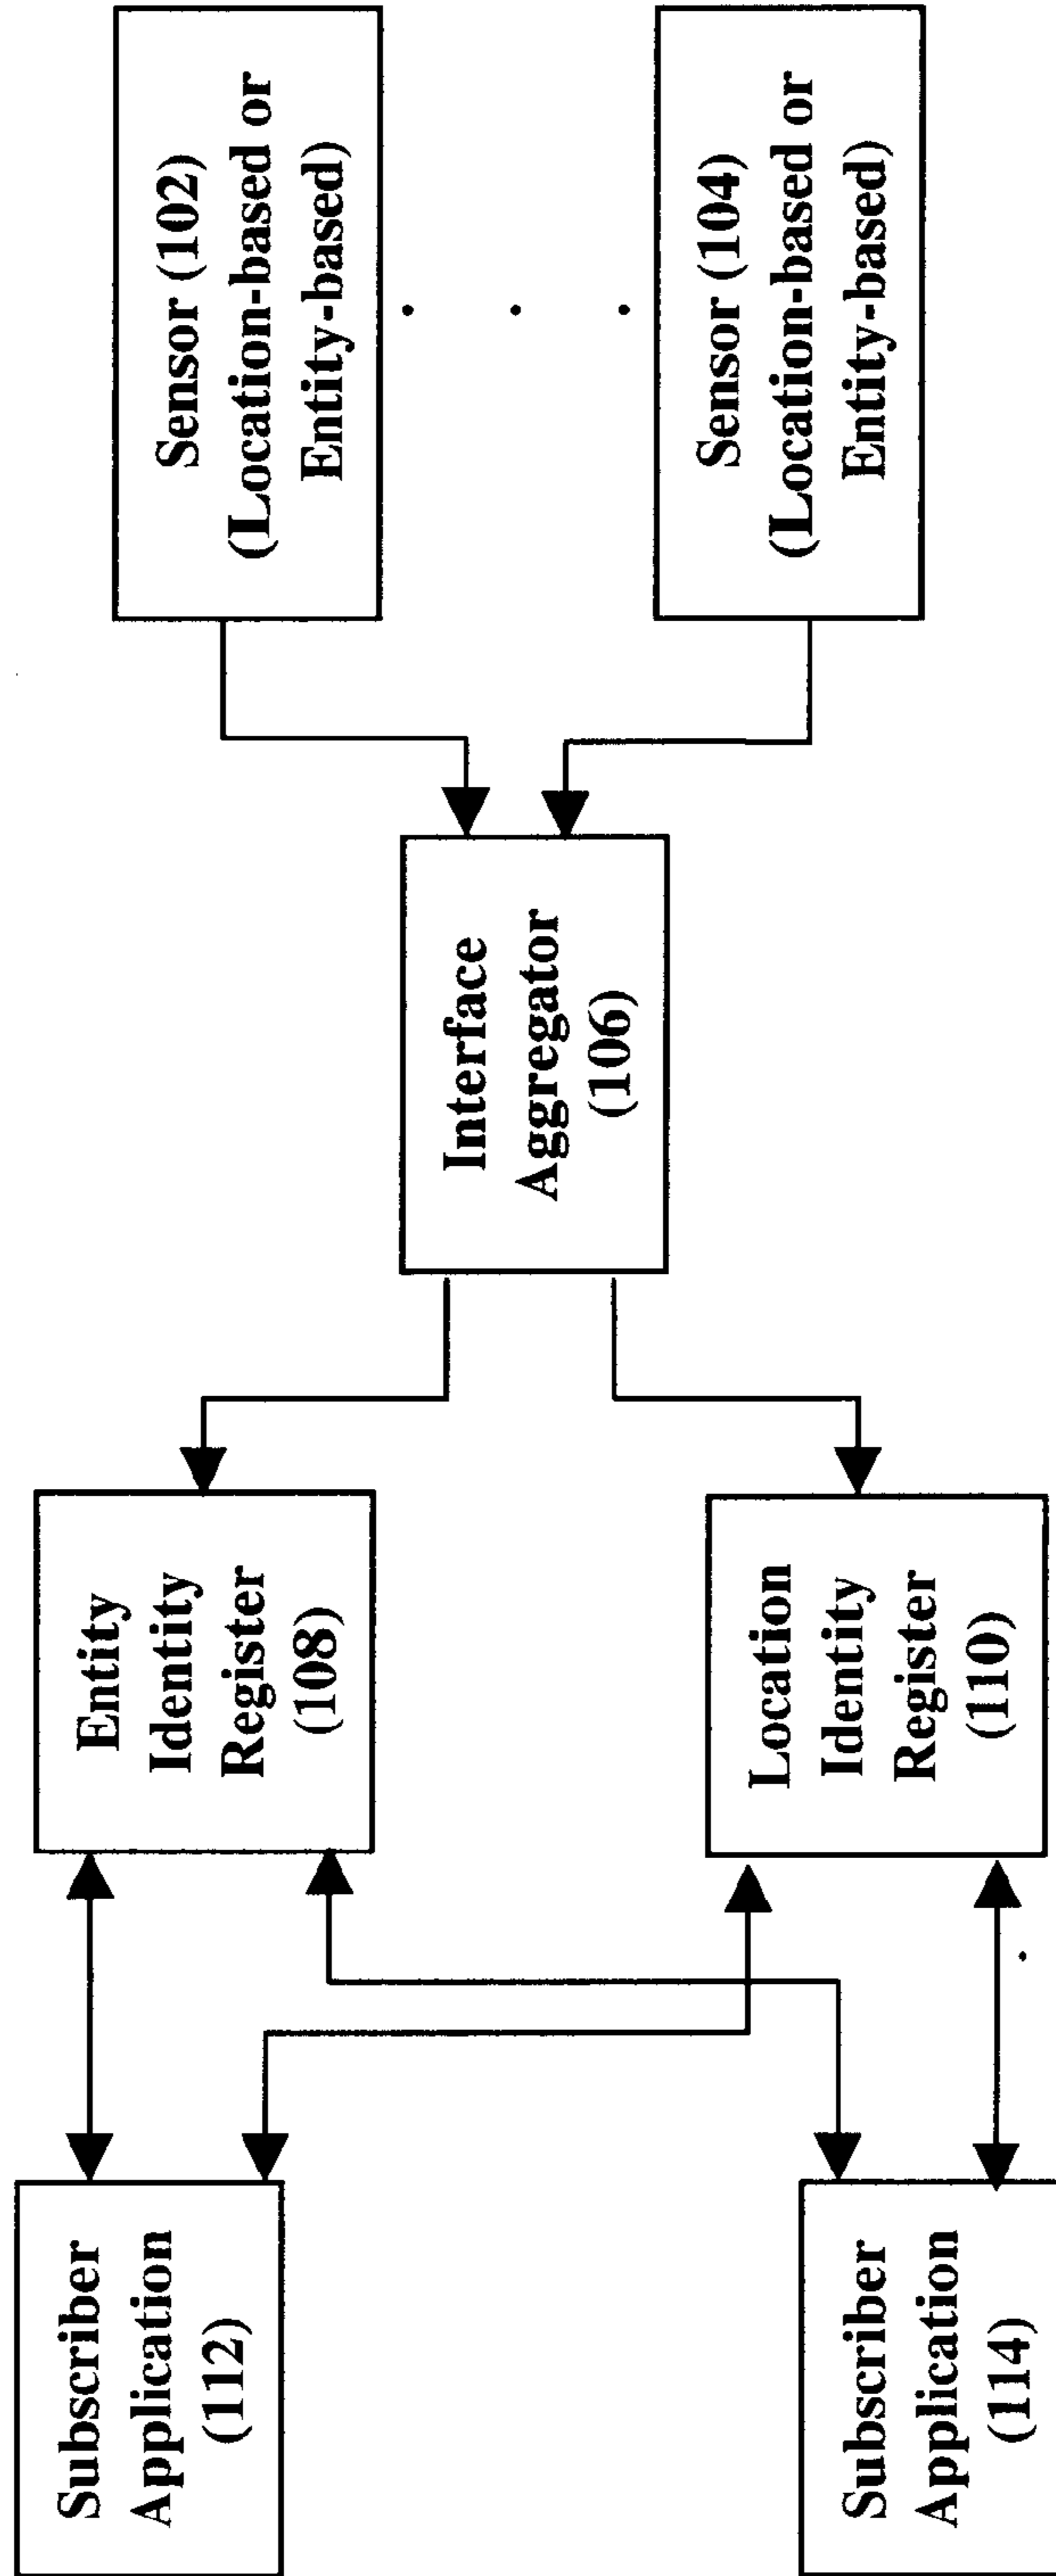 Subscriber
Application
(112)
Subscriber
Application
(114)
Entity
Identity
Register
(108)
Location
Identity
Register
(110)
Interface
Aggregator
(106)
Sensor (102)
(Location-based or
Entity-based)
Sensor (104)
(Location-based or
Entity-based)